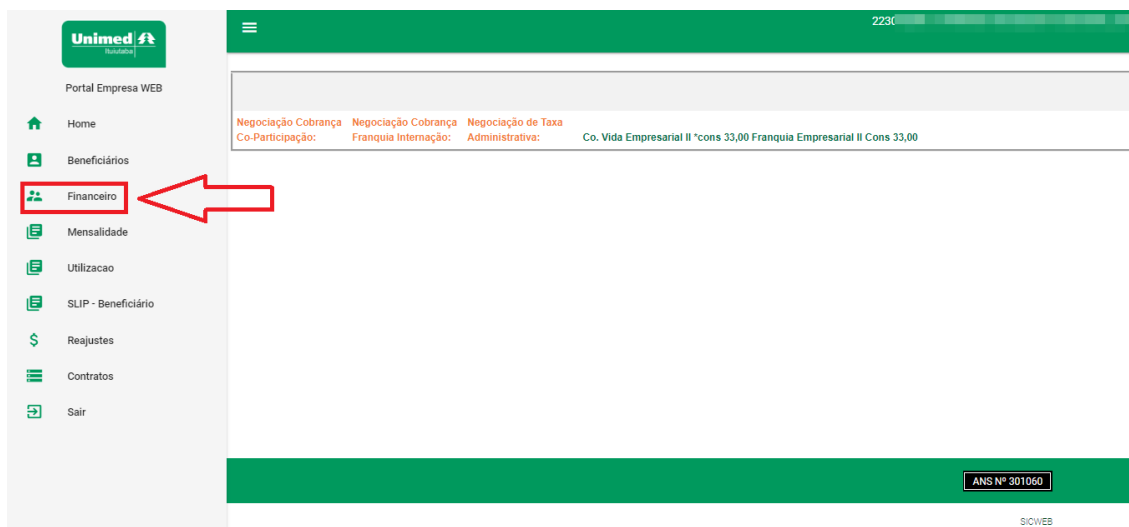 Unimed
Ituiutaba
Portal Empresa WEB
Home
Beneficiários
Financeiro
Mensalidade
Utilizacao
SLIP - Beneficiário
Reajustes
Contratos
Sair
2230
Negociação Cobrança Negociação Cobrança Negociação de Taxa
Co-Participação: Franquia Internação: Administrativa: Co. Vida Empresarial II *cons 33,00 Franquia Empresarial II Cons 33,00
ANS Nº 301060
SICWEB